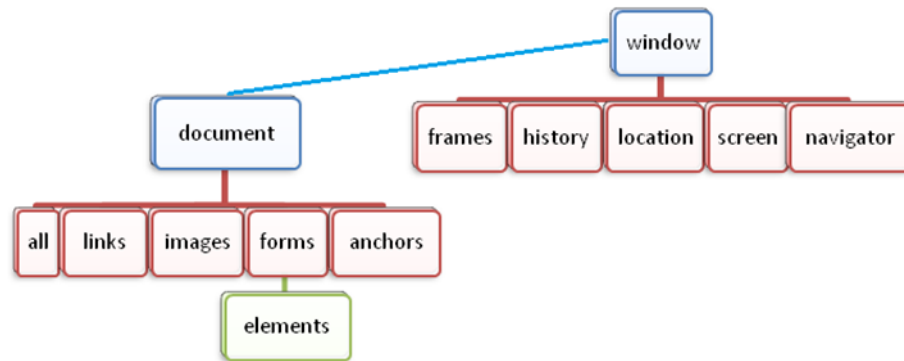 window
document
frames history location screen navigator
all links images forms anchors
elements